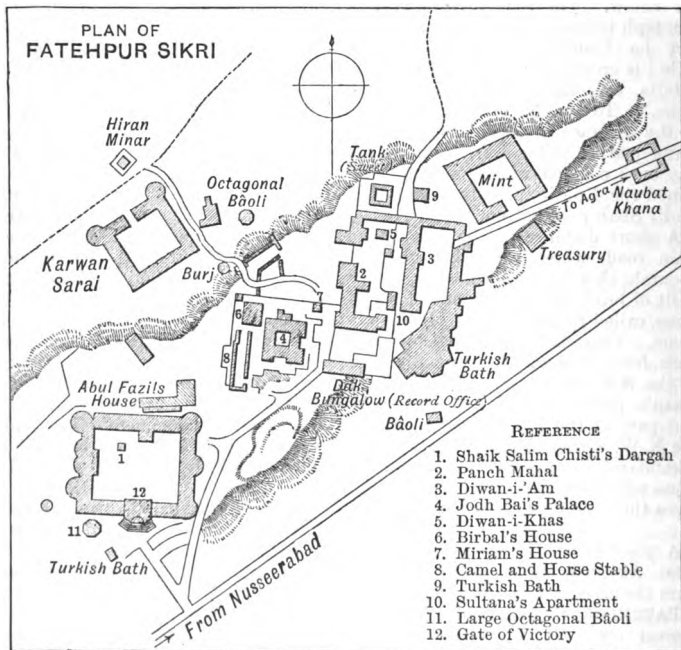 PLAN OF
FATEHPUR SIKRI
Hiran
Minar
Octagonal
Bâoli
Tank
(Sweet
Mint
9
To Agra
Naubat
Khana
5
3
Karwan
Sarai
Treasury
Burj
2
7
6
10
4
8
Turkish
Bath
Abul Fazils
House
Dak
Bungalow (Record Office)
Bâoli
1
12
11
Turkish Bath
From Nusseerabad
REFERENCE
1. Shaik Salim Chisti's Dargah
2. Panch Mahal
3. Diwan-i-'Am
4. Jodh Bai's Palace
5. Diwan-i-Khas
6. Birbal's House
7. Miriam's House
8. Camel and Horse Stable
9. Turkish Bath
10. Sultana's Apartment
11. Large Octagonal Bâoli
12. Gate of Victory